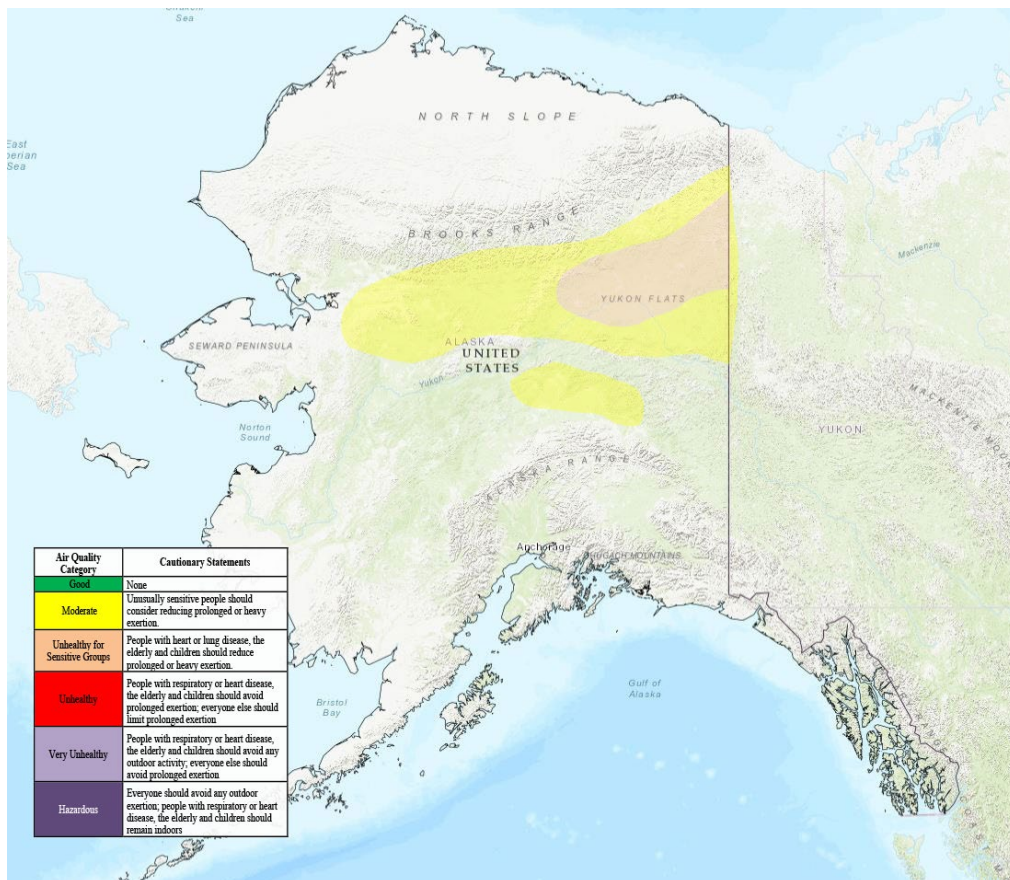 Sea
East
Sea
NORTH SLOPE
BROOKS RANGE
Mackenzie
YUKON FLATS
SEWARD PENINSULA
ALASKA
UNITED
STATES
Yukon
Norton
Sound
YUKON
MACKENZIE
ALASKA RANGE
Anchorage
MOUNTAINS
Gulf of
Alaska
Bristol
Bay
Air Quality
Category
Cautionary Statements
Good
None
Moderate
Unusually sensitive people should
consider reducing prolonged or heavy
exertion.
Unhealthy for
Sensitive Groups
People with heart or lung disease, the
elderly and children should reduce
prolonged or heavy exertion.
Unhealthy
People with respiratory or heart disease,
the elderly and children should avoid
prolonged exertion; everyone else should
limit prolonged exertion
Very Unhealthy
People with respiratory or heart disease,
the elderly and children should avoid any
outdoor activity; everyone else should
avoid prolonged exertion
Hazardous
Everyone should avoid any outdoor
exertion; people with respiratory or heart
disease, the elderly and children should
remain indoors